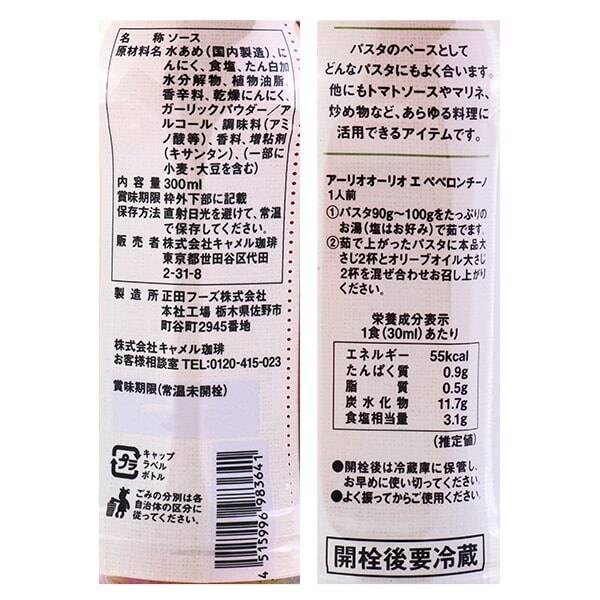 名称 ソース
原材料名 水あめ(国内製造)、に
んにく、食塩、たん白加
水分解物、植物油脂、
香辛料、乾燥にんにく、
ガーリックパウダー/ア
ルコール、調味料(アミ
ノ酸等)、香料、増粘剤
(キサンタン)、(一部に
小麦・大豆を含む)
内容量 300ml
賞味期限 枠外下部に記載
保存方法 直射日光を避けて、常温
で保存してください。
販売者 株式会社キャメル珈琲
東京都世田谷区代田
2-31-8
製造所 正田フーズ株式会社
本社工場 栃木県佐野市
町谷町2945番地
株式会社キャメル珈琲
お客様相談室 TEL:0120-415-023
賞味期限(常温未開栓)
プラ
キャップ
ラベル
ボトル
ごみの分別は各
自治体の区分に
従ってください。
4 515996 983641
パスタのベースとして
どんなパスタにもよく合います。
他にもトマトソースやマリネ、
炒め物など、あらゆる料理に
活用できるアイテムです。
アーリオオーリオ エ ペペロンチーノ
1人前
①パスタ90g~100gをたっぷりの
お湯(塩はお好み)で茹でます。
②茹で上がったパスタに本品大
さじ2杯とオリーブオイル大さじ
2杯を混ぜ合わせお召し上がり
ください。
栄養成分表示
1食(30ml)あたり
エネルギー 55kcal
たんぱく質 0.9g
脂質 0.5g
炭水化物 11.7g
食塩相当量 3.1g
(推定値)
●開栓後は冷蔵庫に保管し、
お早めに使い切ってください。
●よく振ってからご使用ください。
開栓後要冷蔵